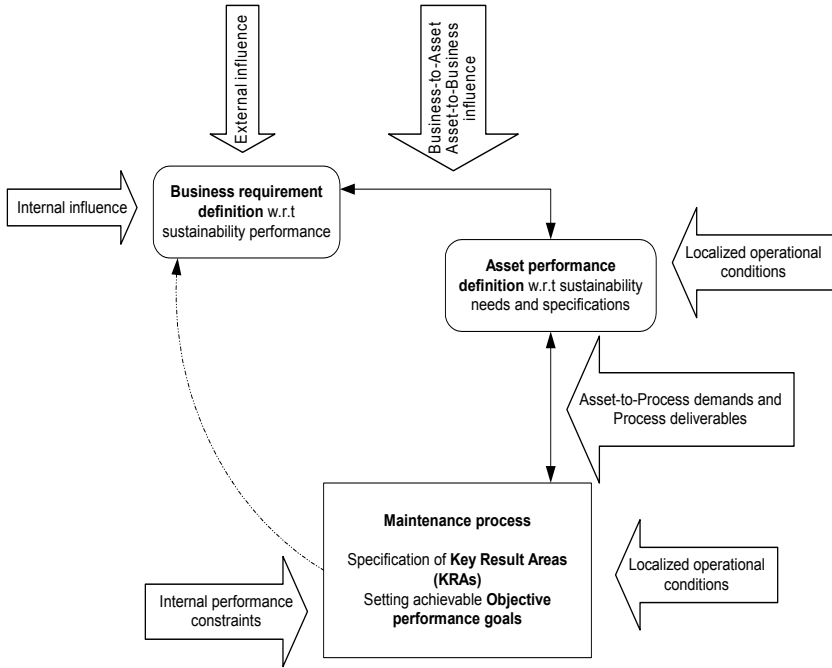 External influence
Business-to-Asset
Asset-to-Business
influence
Internal influence
Business requirement
definition w.r.t
sustainability performance
Asset performance
definition w.r.t sustainability
needs and specifications
Localized operational
conditions
Asset-to-Process demands and
Process deliverables
Maintenance process
Specification of Key Result Areas
(KRAs)
Setting achievable Objective
performance goals
Localized operational
conditions
Internal performance
constraints